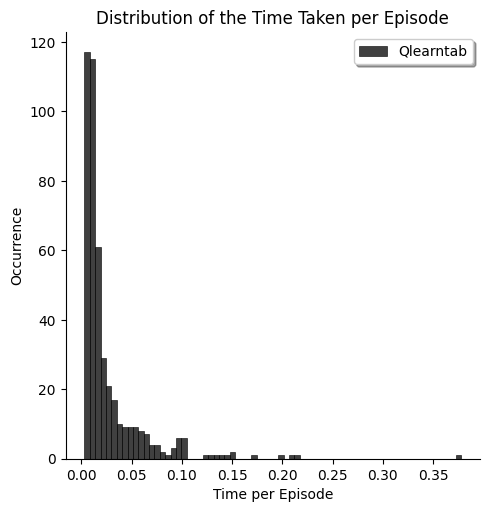 Distribution of the Time Taken per Episode
Qlearntab
120
100
80
60
40
20
0
Occurrence
0.00 0.05 0.10 0.15 0.20 0.25 0.30 0.35
Time per Episode